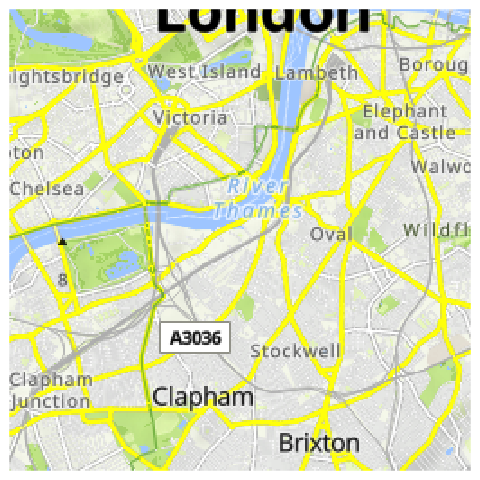 London
ightsbridge
West Island
Lambeth
Boroug
Victoria
Elephant
and Castle
ton
Walwo
Chelsea
River
Thames
Oval
Wildfl
8
A3036
Stockwell
Clapham
Junction
Clapham
Brixton